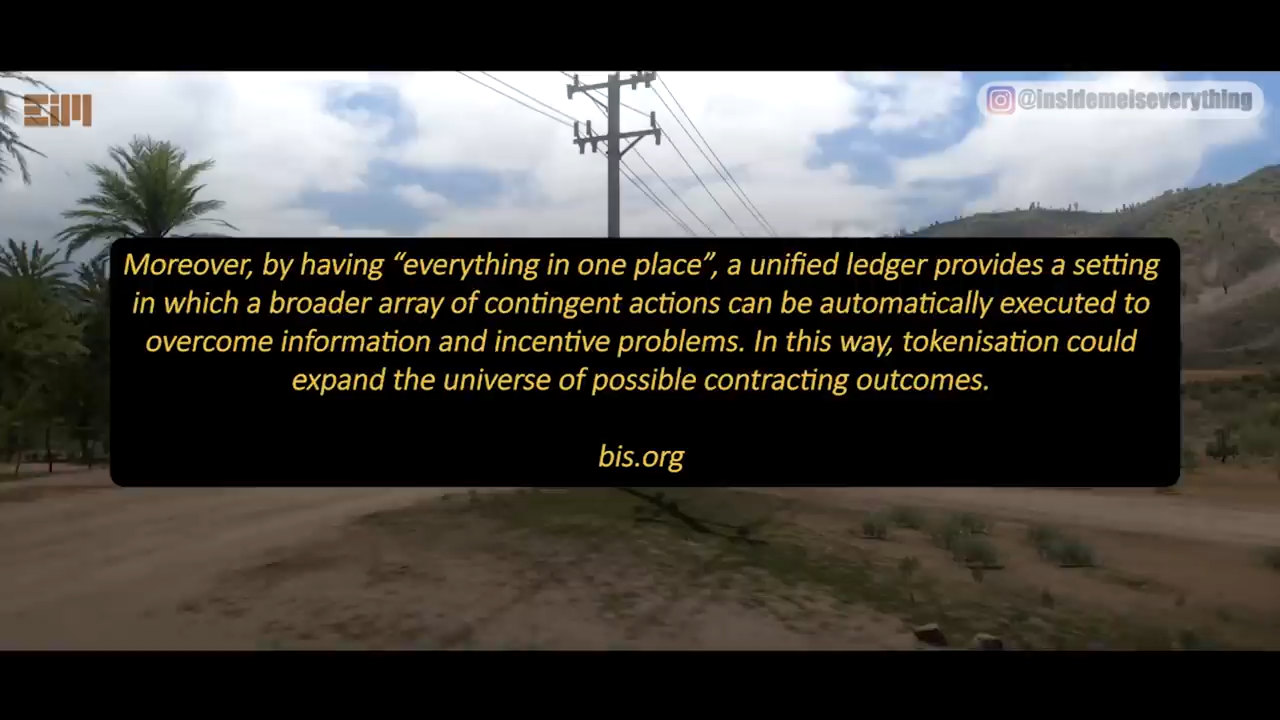 EiM
@insidemeiseverything
Moreover, by having “everything in one place”, a unified ledger provides a setting
in which a broader array of contingent actions can be automatically executed to
overcome information and incentive problems. In this way, tokenisation could
expand the universe of possible contracting outcomes.
bis.org